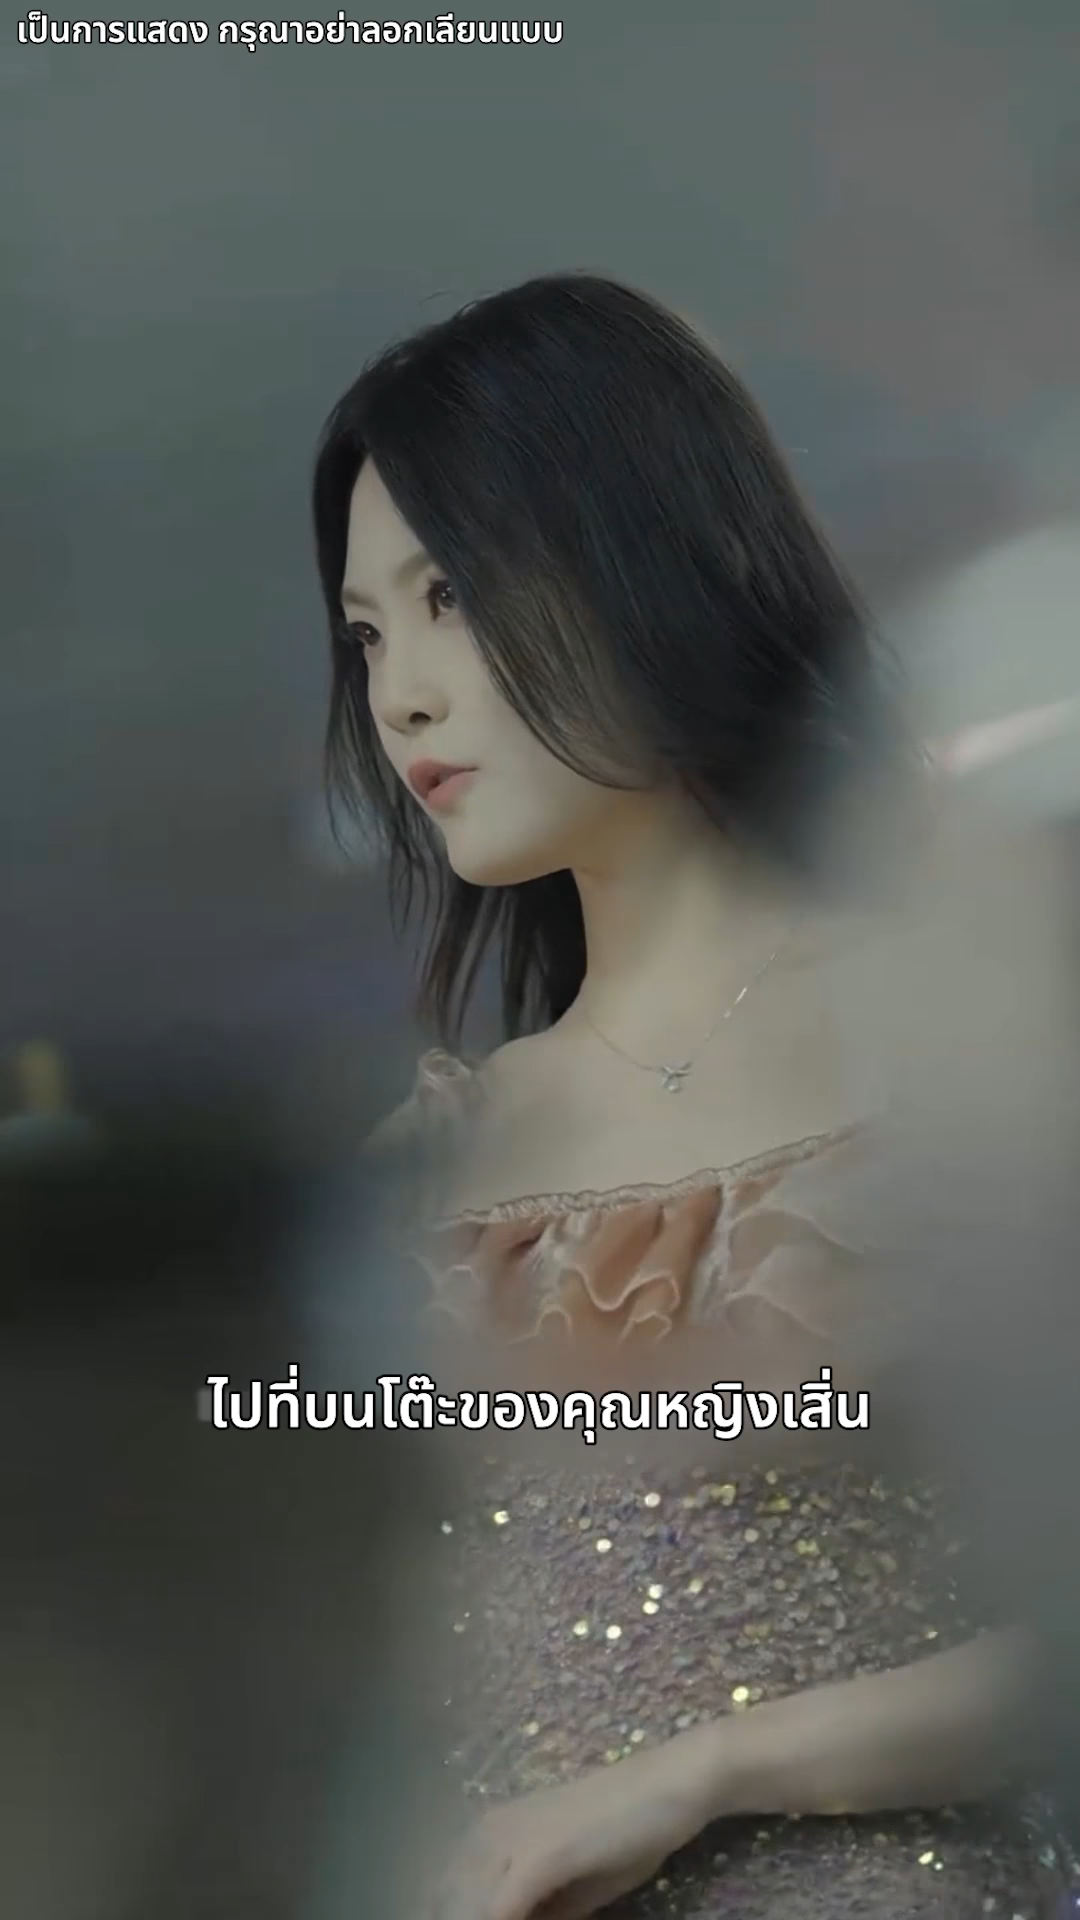 เป็นการแสดง กรุณาอย่าลอกเลียนแบบ
ไปที่บนโต๊ะของคุณหญิงเสิ่น